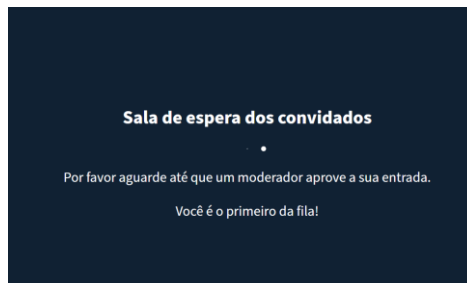 Sala de espera dos convidados
Por favor aguarde até que um moderador aprove a sua entrada.
Você é o primeiro da fila!